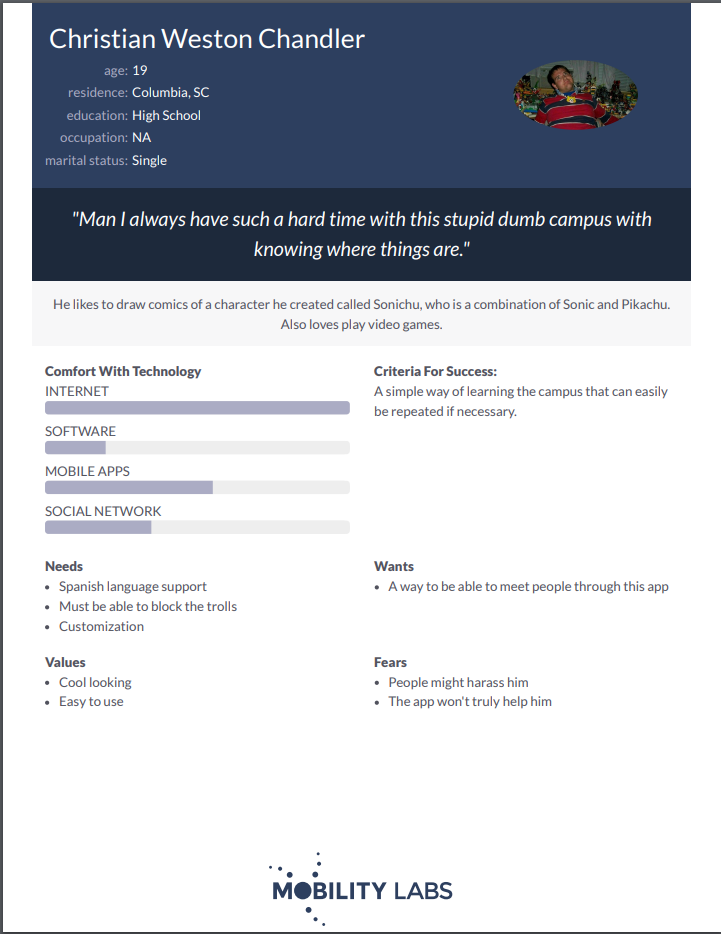 Christian Weston Chandler
age: 19
residence: Columbia, SC
education: High School
occupation: NA
marital status: Single
"Man I always have such a hard time with this stupid dumb campus with
knowing where things are."
He likes to draw comics of a character he created called Sonichu, who is a combination of Sonic and Pikachu.
Also loves play video games.
Comfort With Technology
INTERNET
SOFTWARE
MOBILE APPS
SOCIAL NETWORK
Criteria For Success:
A simple way of learning the campus that can easily
be repeated if necessary.
Needs
• Spanish language support
• Must be able to block the trolls
• Customization
Wants
• A way to be able to meet people through this app
Values
• Cool looking
• Easy to use
Fears
• People might harass him
• The app won't truly help him
MOBILITY LABS